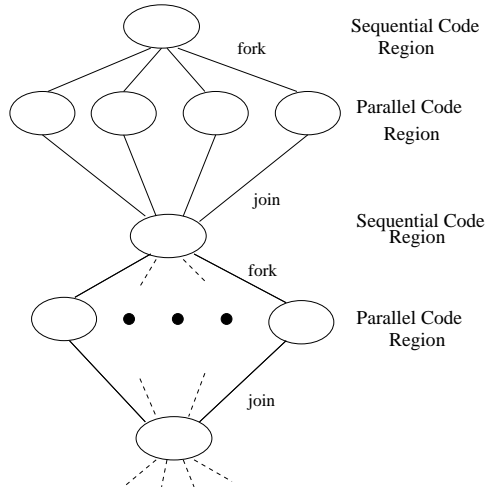 Sequential Code
Region
fork
Parallel Code
Region
join
Sequential Code
Region
fork
Parallel Code
Region
join